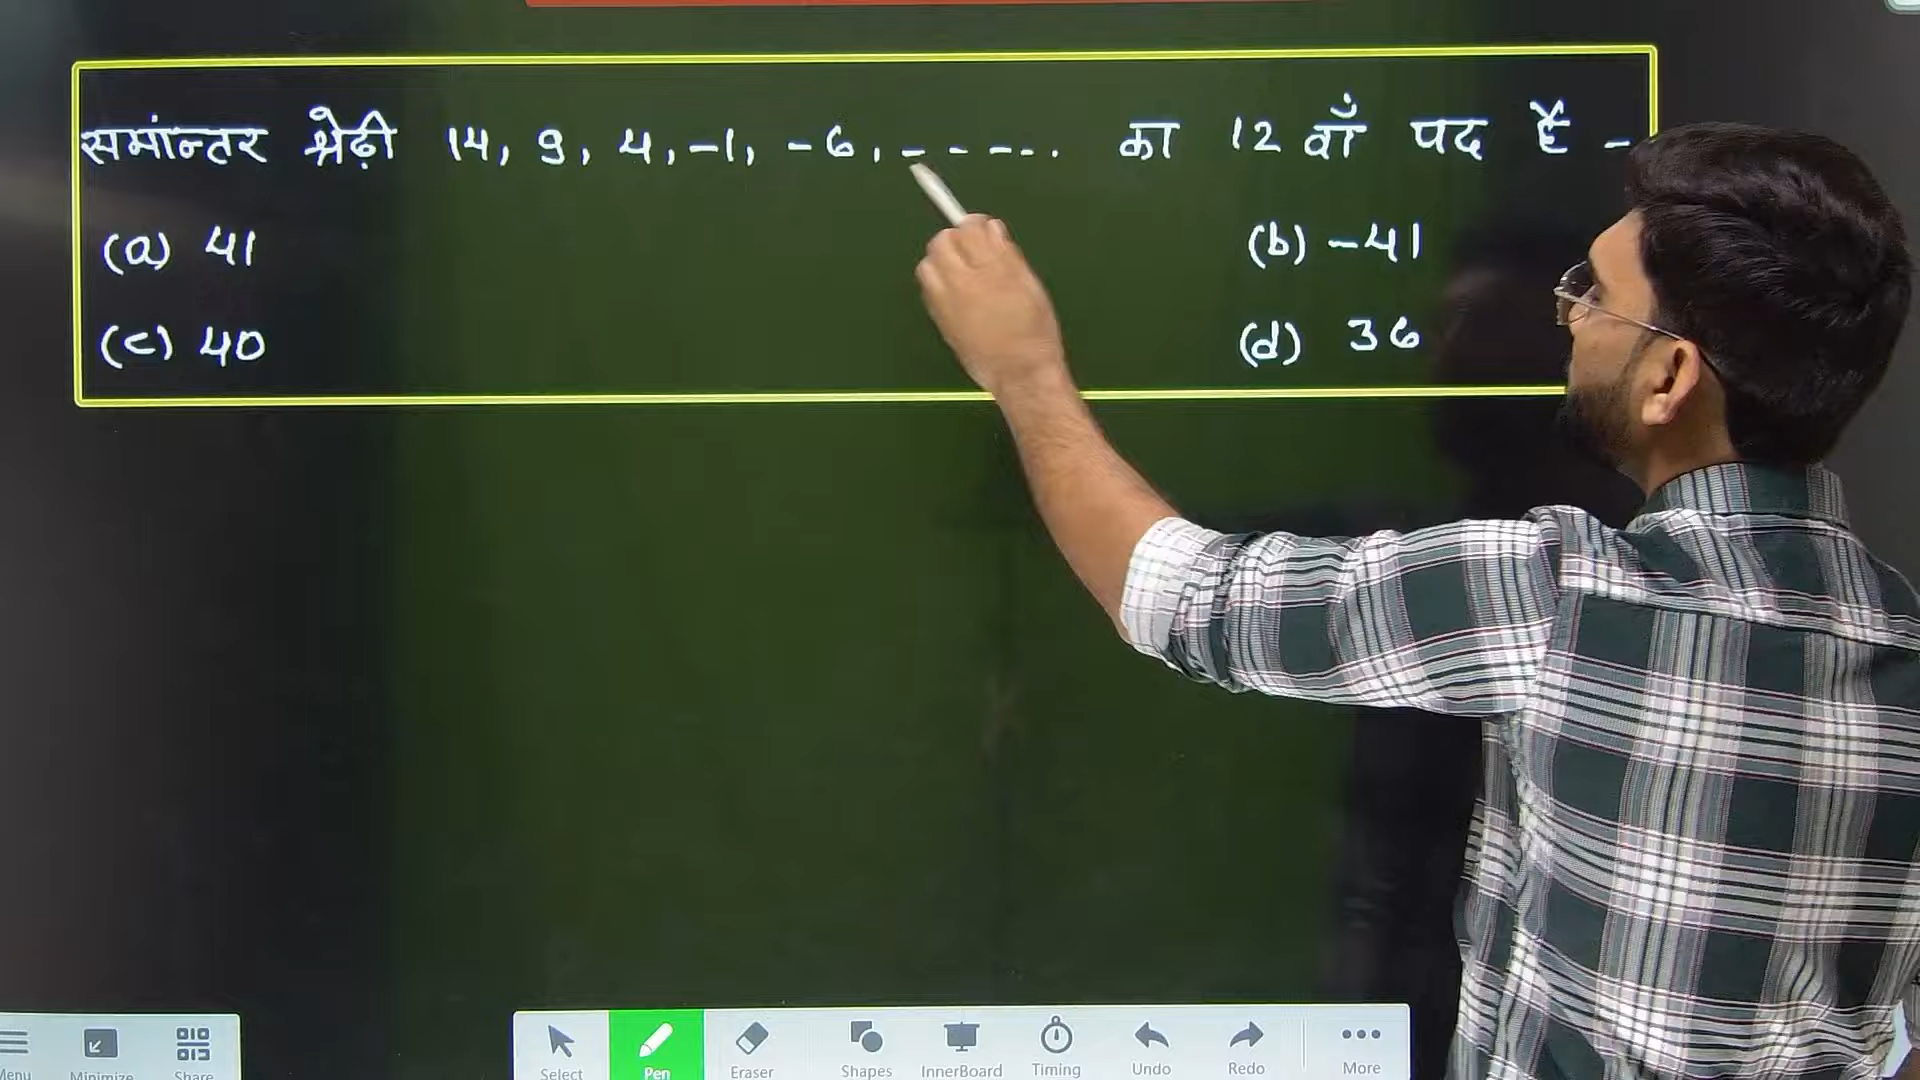 समांन्तर श्रेढ़ी 14, 9, 4, -1, -6, - - --.. का 12 वाँ पद हैं -
(a) 41 (b) -41
(c) 40 (d) 36
Menu Minimize Share Select Pen Eraser Shapes InnerBoard Timing Undo Redo More